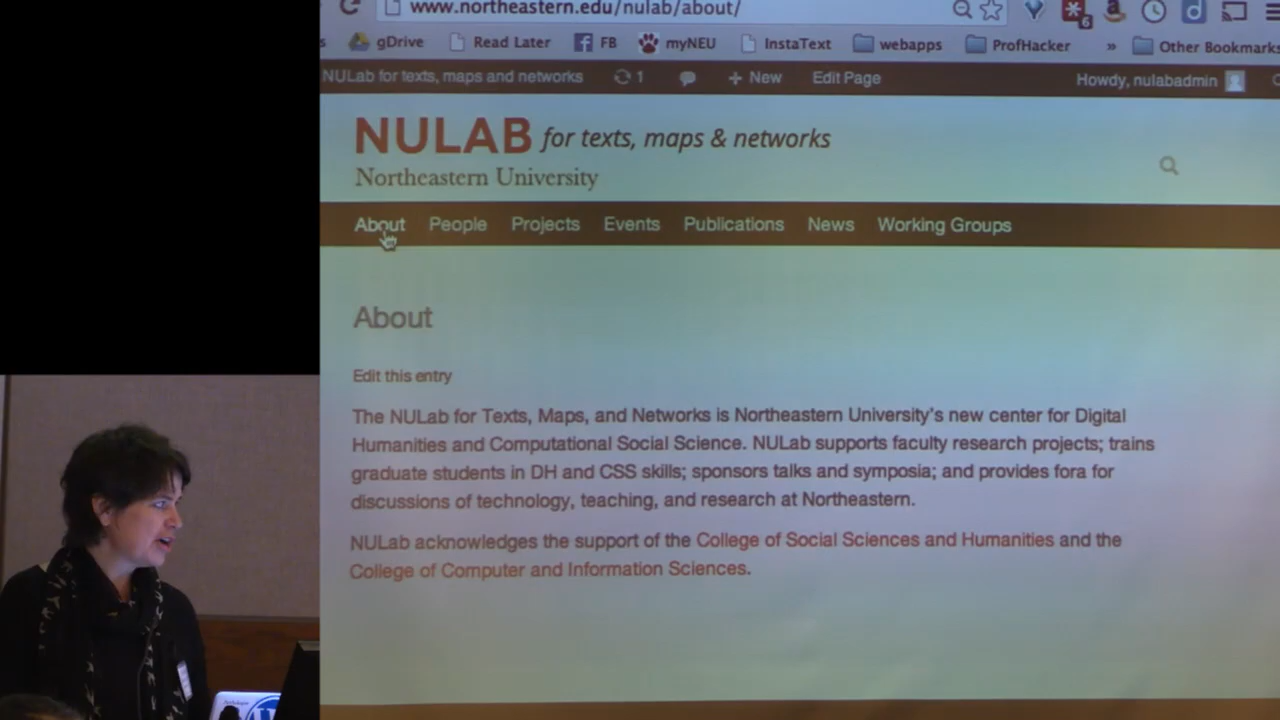 www.northeastern.edu/nulab/about/
gDrive Read Later FB myNEU InstaText webapps ProfHacker » Other Bookmarks
NULab for texts, maps and networks 1 + New Edit Page Howdy, nulabadmin
NULAB for texts, maps & networks
Northeastern University
About People Projects Events Publications News Working Groups
About
Edit this entry
The NULab for Texts, Maps, and Networks is Northeastern University's new center for Digital
Humanities and Computational Social Science. NULab supports faculty research projects; trains
graduate students in DH and CSS skills; sponsors talks and symposia; and provides fora for
discussions of technology, teaching, and research at Northeastern.
NULab acknowledges the support of the College of Social Sciences and Humanities and the
College of Computer and Information Sciences.